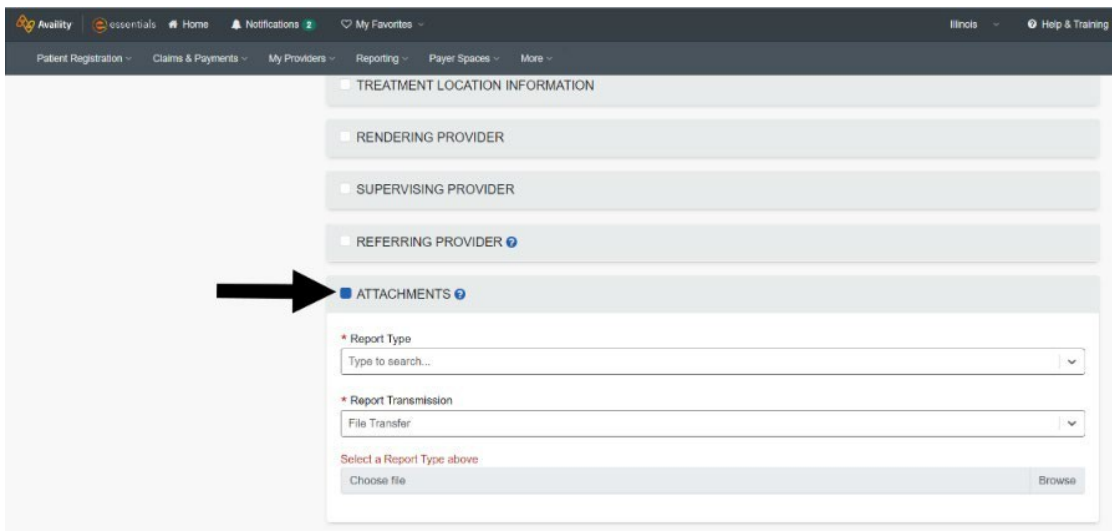 Availity essentials Home Notifications 2 My Favorites Illinois Help & Training
Patient Registration Claims & Payments My Providers Reporting Payer Spaces More
TREATMENT LOCATION INFORMATION
RENDERING PROVIDER
SUPERVISING PROVIDER
REFERRING PROVIDER ?
ATTACHMENTS ?
* Report Type
Type to search...
* Report Transmission
File Transfer
Select a Report Type above
Choose file Browse